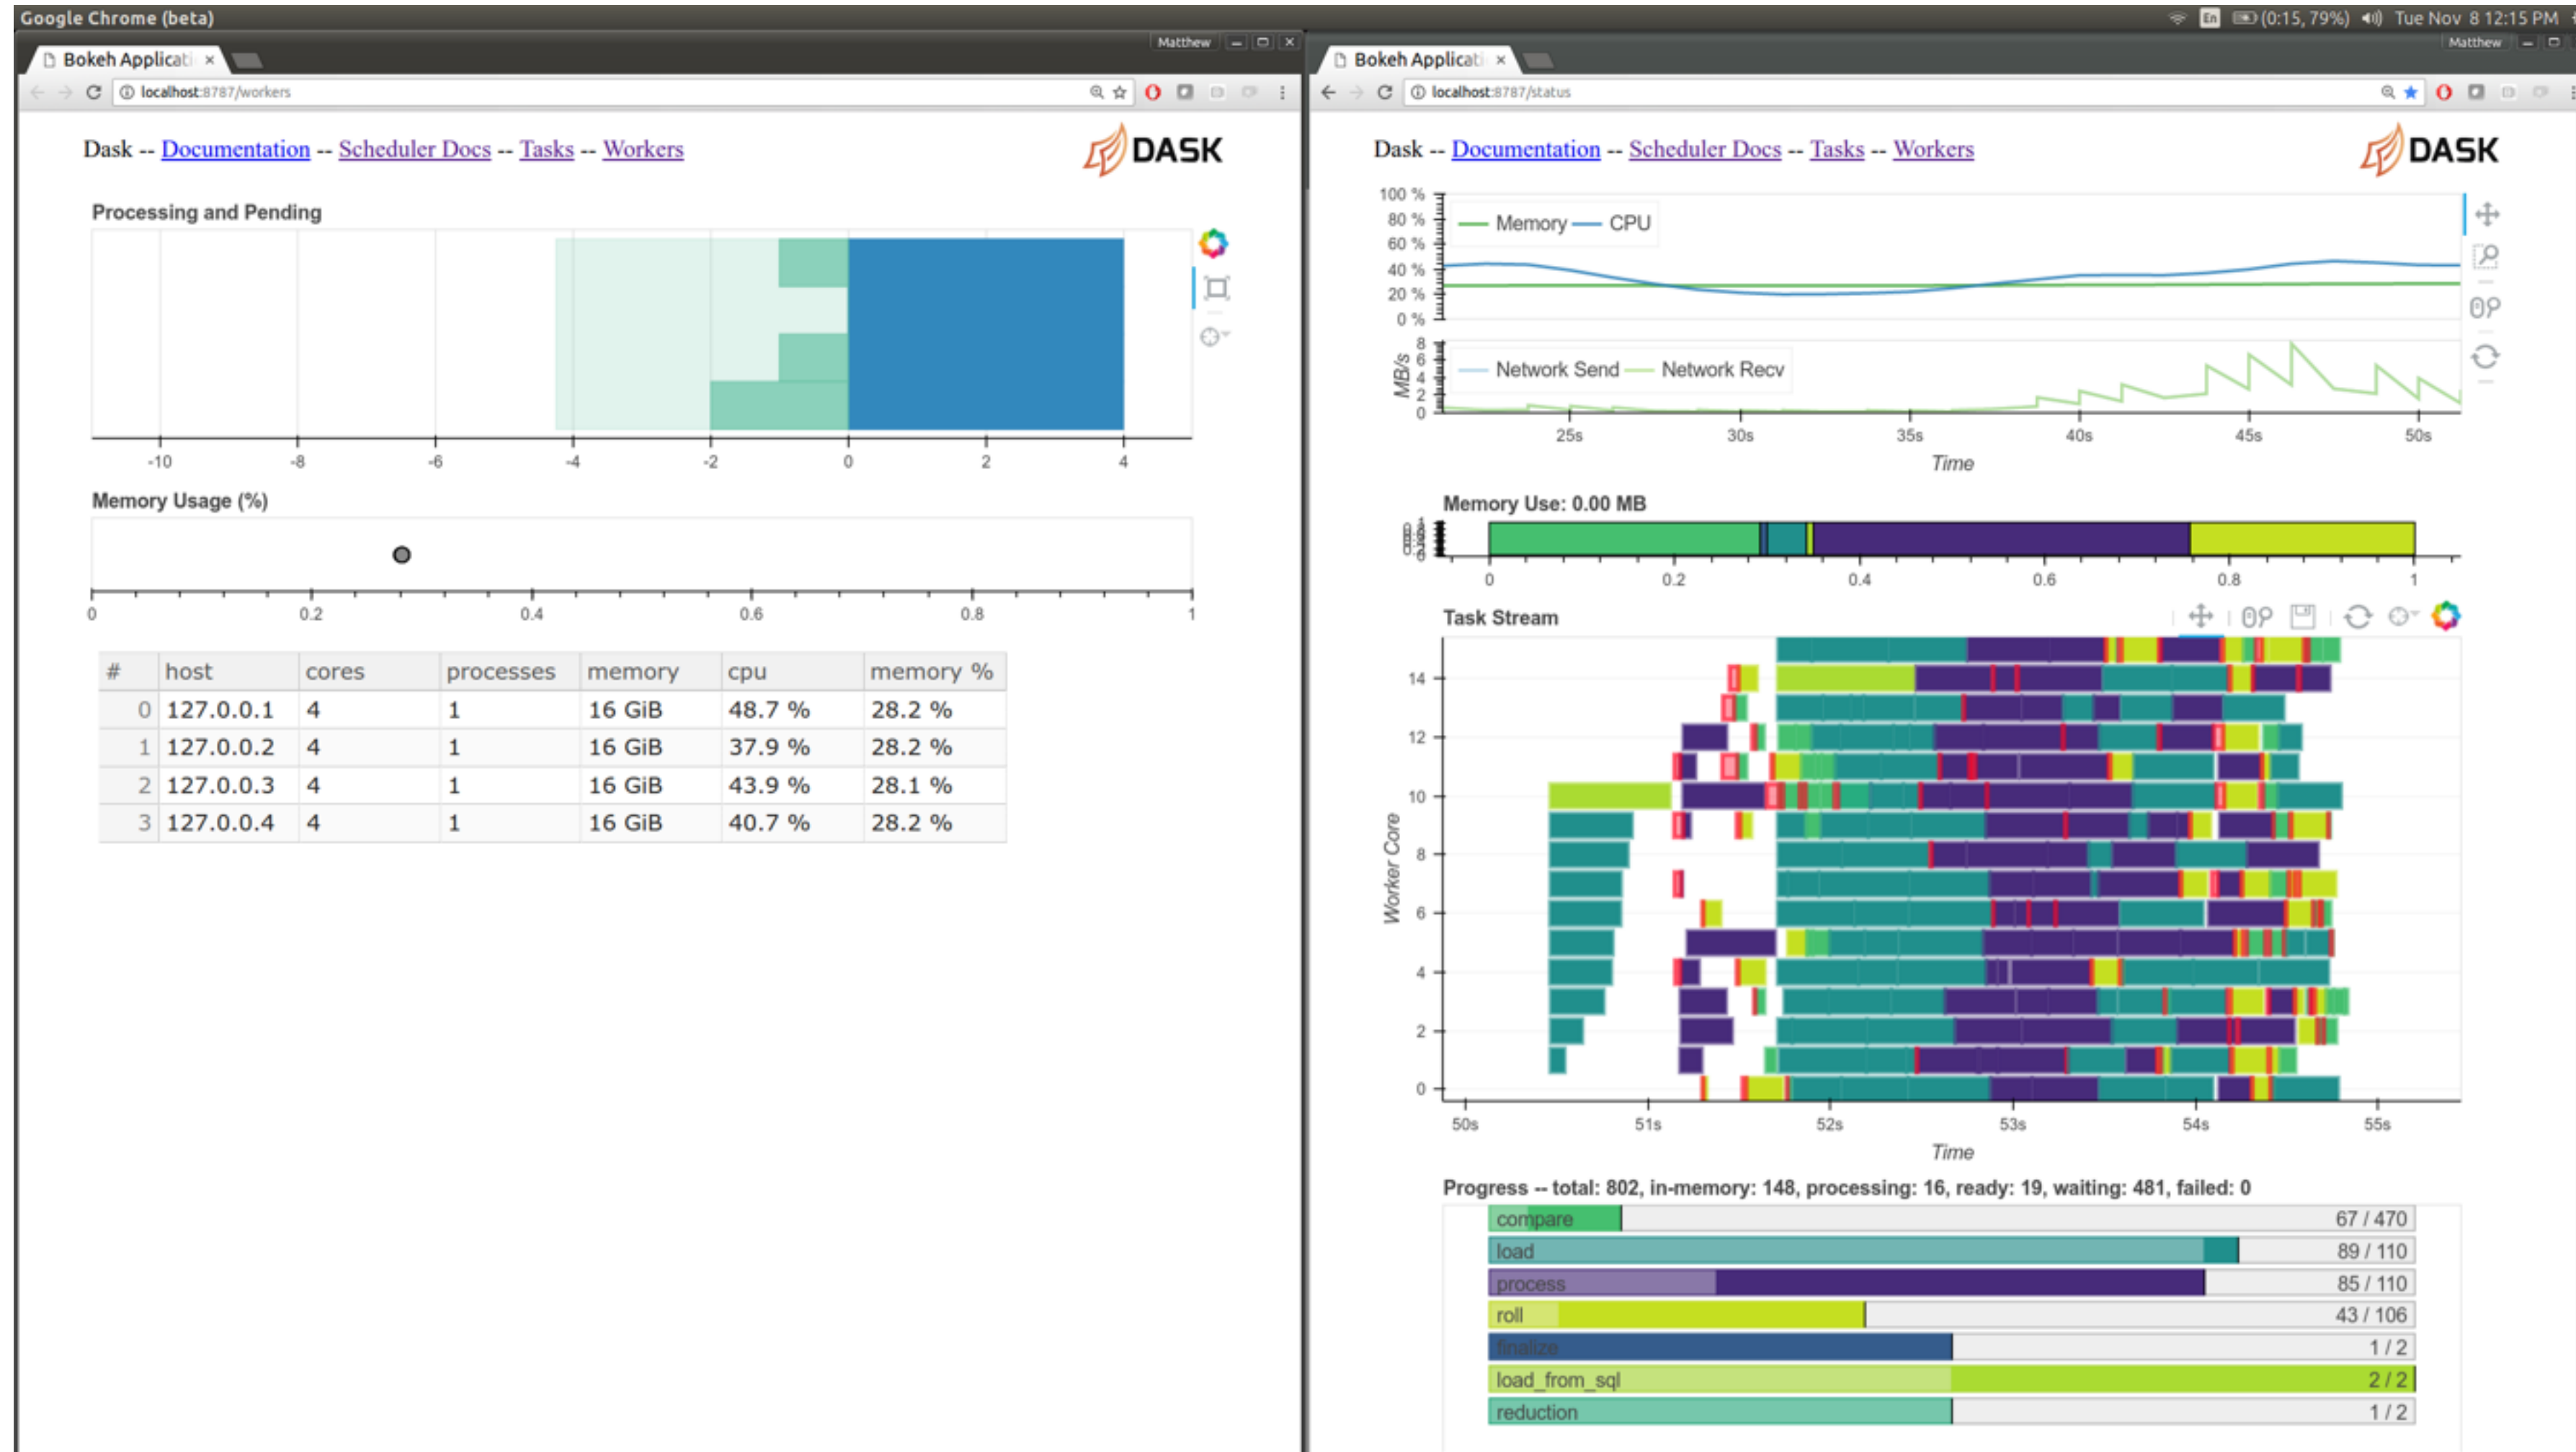 Google Chrome (beta)
En (0:15, 79%) Tue Nov 8 12:15 PM
Matthew
Bokeh Applicati
localhost:8787/workers
Dask -- Documentation -- Scheduler Docs -- Tasks -- Workers
DASK
Processing and Pending
-10 -8 -6 -4 -2 0 2 4
Memory Usage (%)
0 0.2 0.4 0.6 0.8 1
# host cores processes memory cpu memory %
0 127.0.0.1 4 1 16 GiB 48.7 % 28.2 %
1 127.0.0.2 4 1 16 GiB 37.9 % 28.2 %
2 127.0.0.3 4 1 16 GiB 43.9 % 28.1 %
3 127.0.0.4 4 1 16 GiB 40.7 % 28.2 %
Matthew
Bokeh Applicati
localhost:8787/status
Dask -- Documentation -- Scheduler Docs -- Tasks -- Workers
DASK
100 %
80 %
60 %
40 %
20 %
0 %
Memory CPU
MB/s
8
6
4
2
0
Network Send Network Recv
25s 30s 35s 40s 45s 50s
Time
Memory Use: 0.00 MB
0 0.2 0.4 0.6 0.8 1
Task Stream
Worker Core
14
12
10
8
6
4
2
0
50s 51s 52s 53s 54s 55s
Time
Progress -- total: 802, in-memory: 148, processing: 16, ready: 19, waiting: 481, failed: 0
compare 67 / 470
load 89 / 110
process 85 / 110
roll 43 / 106
finalize 1 / 2
load_from_sql 2 / 2
reduction 1 / 2